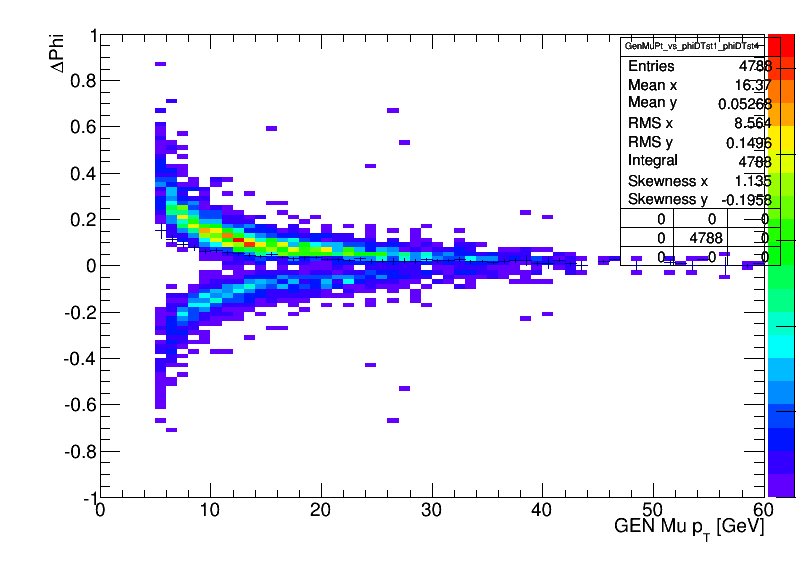 ΔPhi
1
0.8
0.6
0.4
0.2
0
-0.2
-0.4
-0.6
-0.8
-1
0 10 20 30 40 50 60
GEN Mu pT [GeV]
GenMuPt_vs_phiDTst1_phiDTst4
Entries 4788
Mean x 16.37
Mean y 0.05268
RMS x 8.564
RMS y 0.1496
Integral 4788
Skewness x 1.135
Skewness y -0.1958
0 0 0
0 4788 0
0 0 0